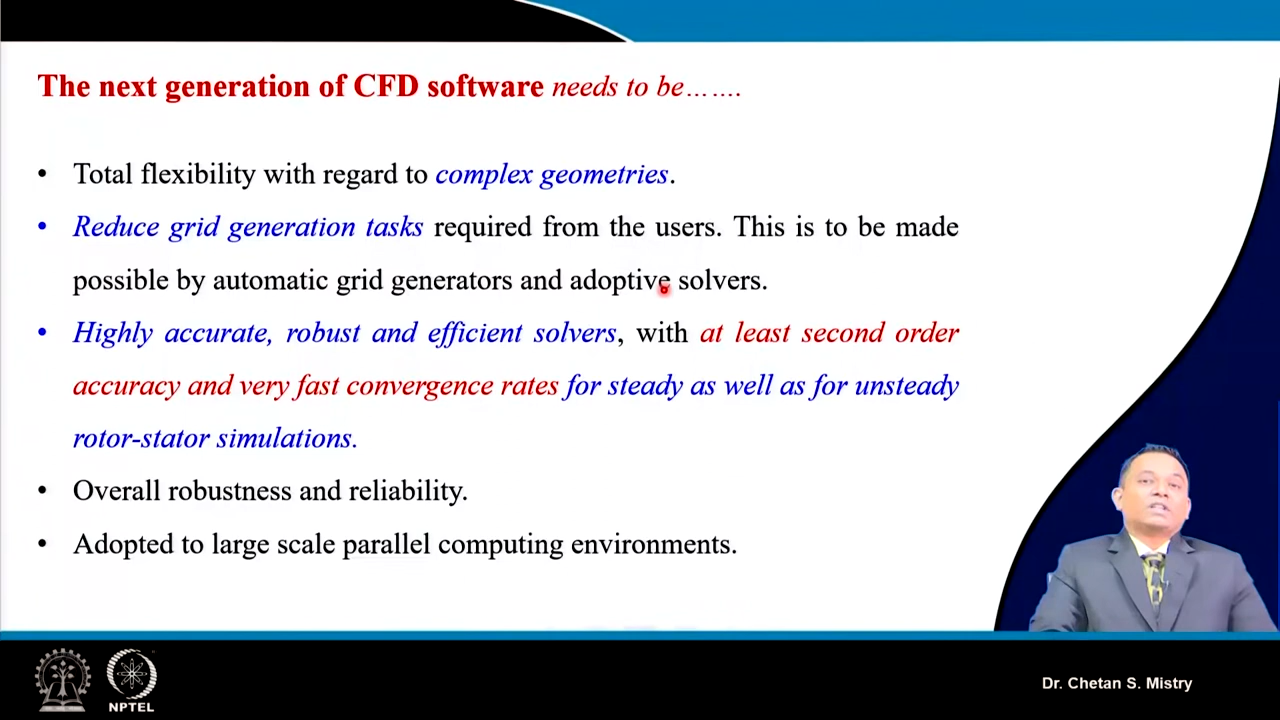 The next generation of CFD software needs to be…….
• Total flexibility with regard to complex geometries.
• Reduce grid generation tasks required from the users. This is to be made
possible by automatic grid generators and adoptive solvers.
• Highly accurate, robust and efficient solvers, with at least second order
accuracy and very fast convergence rates for steady as well as for unsteady
rotor-stator simulations.
• Overall robustness and reliability.
• Adopted to large scale parallel computing environments.
NPTEL
Dr. Chetan S. Mistry